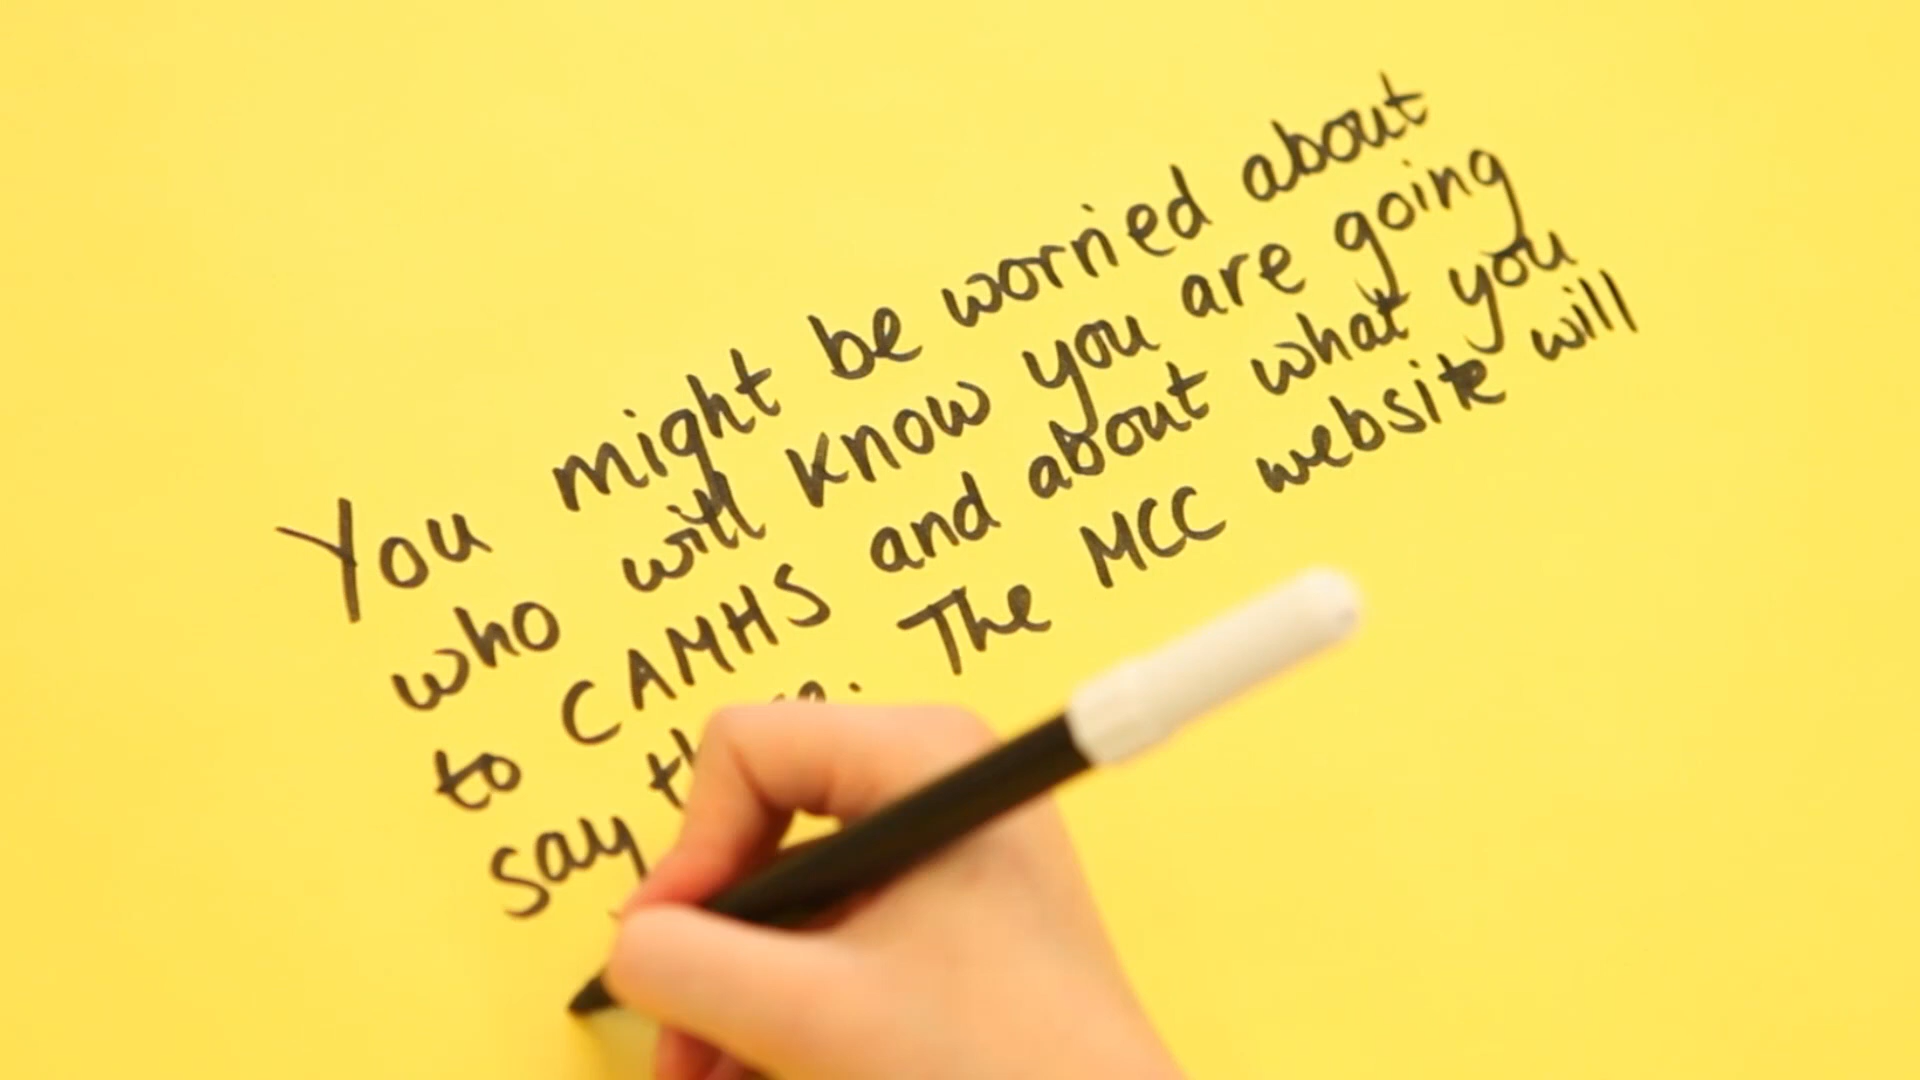 You might be worried about
who will know you are going
to CAMHS and about what you
say The MCC website will